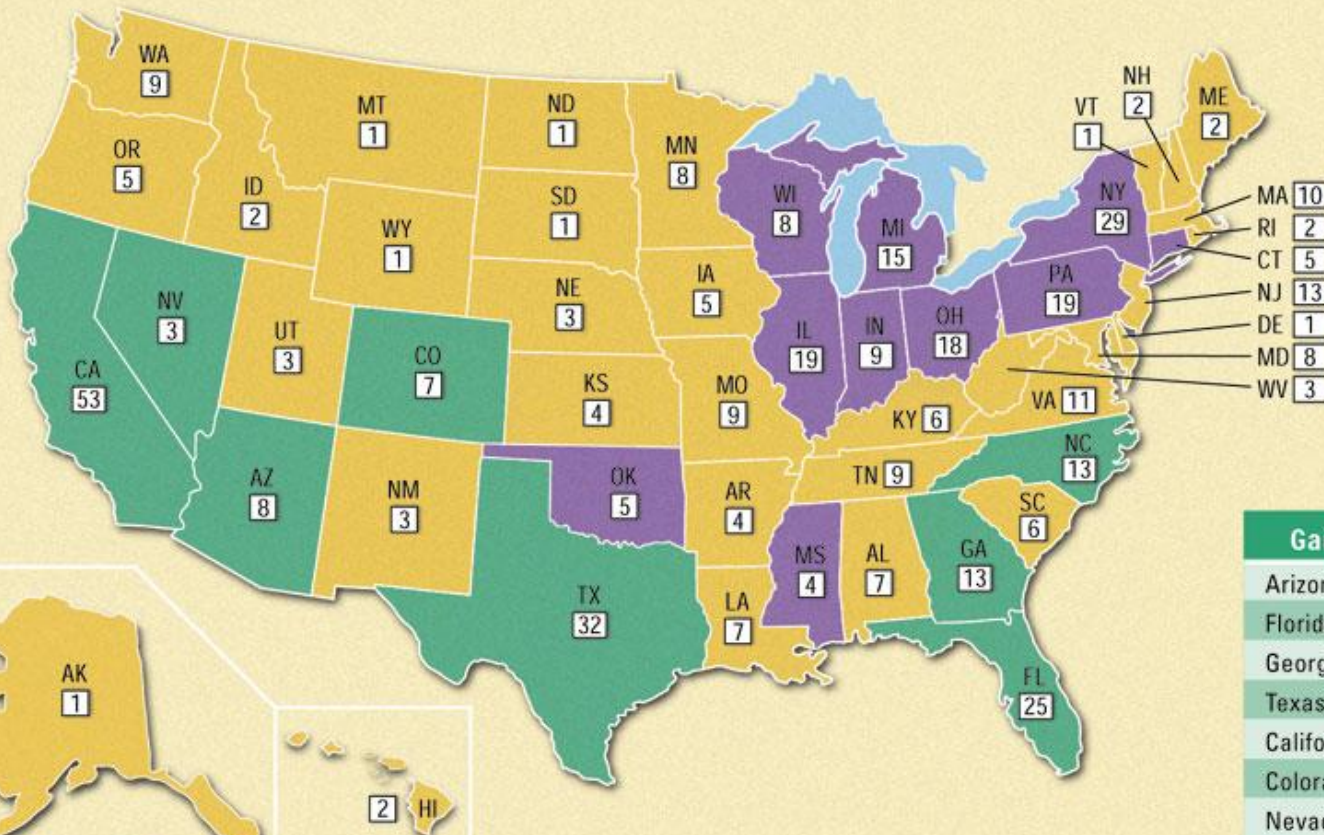 WA
9
MT
1
ND
1
MN
8
OR
5
ID
2
SD
1
WY
1
WI
8
MI
15
NY
29
VT
1
NH
2
ME
2
MA 10
RI 2
CT 5
NJ 13
DE 1
MD 8
WV 3
NV
3
UT
3
NE
3
IA
5
PA
19
CA
53
CO
7
KS
4
MO
9
IL
19
IN
9
OH
18
KY 6
VA 11
AZ
8
NM
3
OK
5
AR
4
TN 9
NC
13
SC
6
MS
4
AL
7
GA
13
TX
32
LA
7
FL
25
AK
1
2 HI